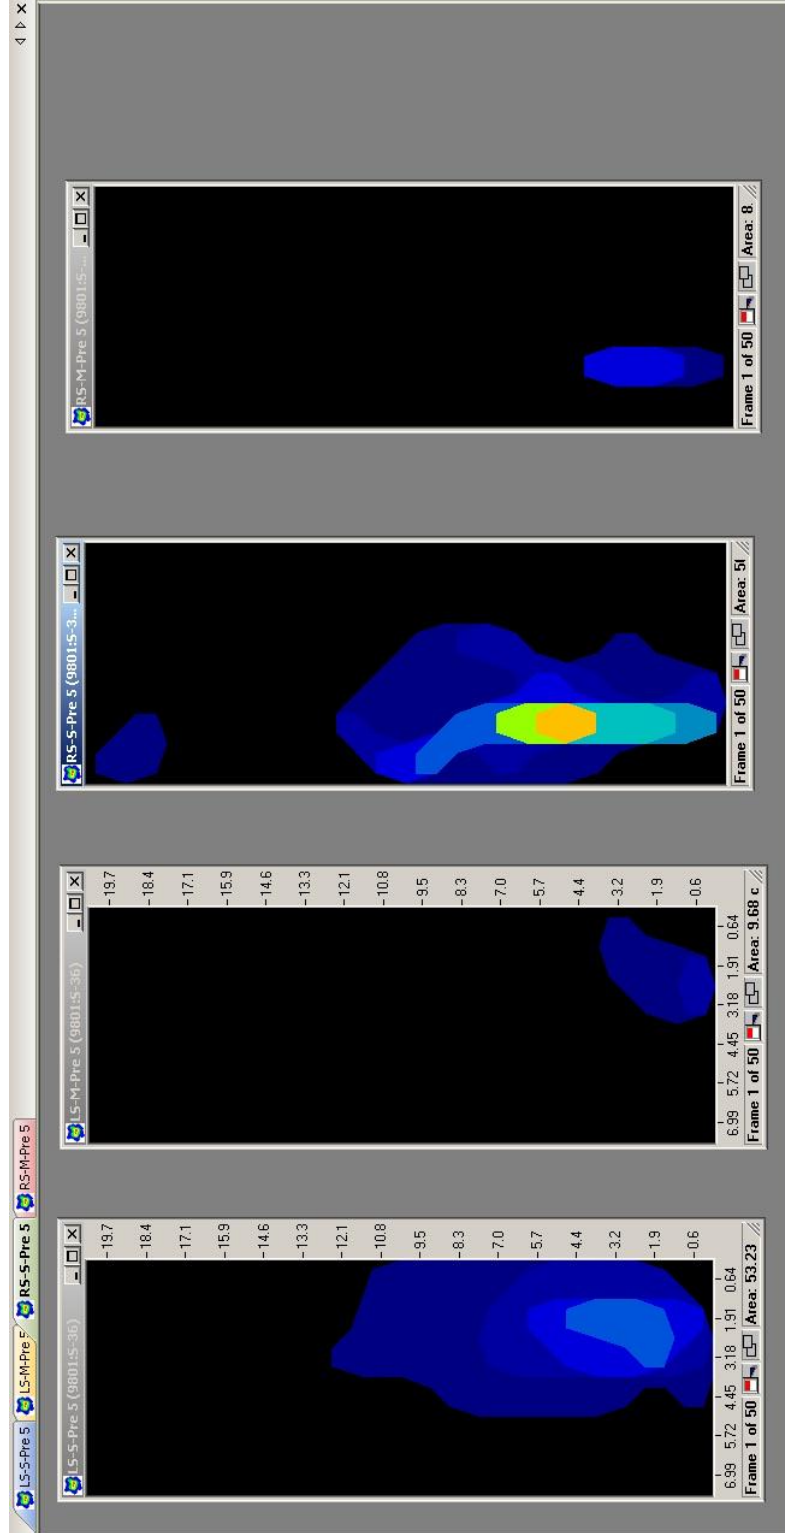 LS-S-Pre 5 LS-M-Pre 5 RS-S-Pre 5 RS-M-Pre 5
LS-S-Pre 5 (9801:S-36)
19.7
18.4
17.1
15.9
14.6
13.3
12.1
10.8
9.5
8.3
7.0
5.7
4.4
3.2
1.9
0.6
6.99 5.72 4.45 3.18 1.91 0.64
Frame 1 of 50 Area: 53.23
LS-M-Pre 5 (9801:S-36)
19.7
18.4
17.1
15.9
14.6
13.3
12.1
10.8
9.5
8.3
7.0
5.7
4.4
3.2
1.9
0.6
6.99 5.72 4.45 3.18 1.91 0.64
Frame 1 of 50 Area: 9.68 c
RS-S-Pre 5 (9801:S-3...
Frame 1 of 50 Area: 5
RS-M-Pre 5 (9801:S-...
Frame 1 of 50 Area: 8.